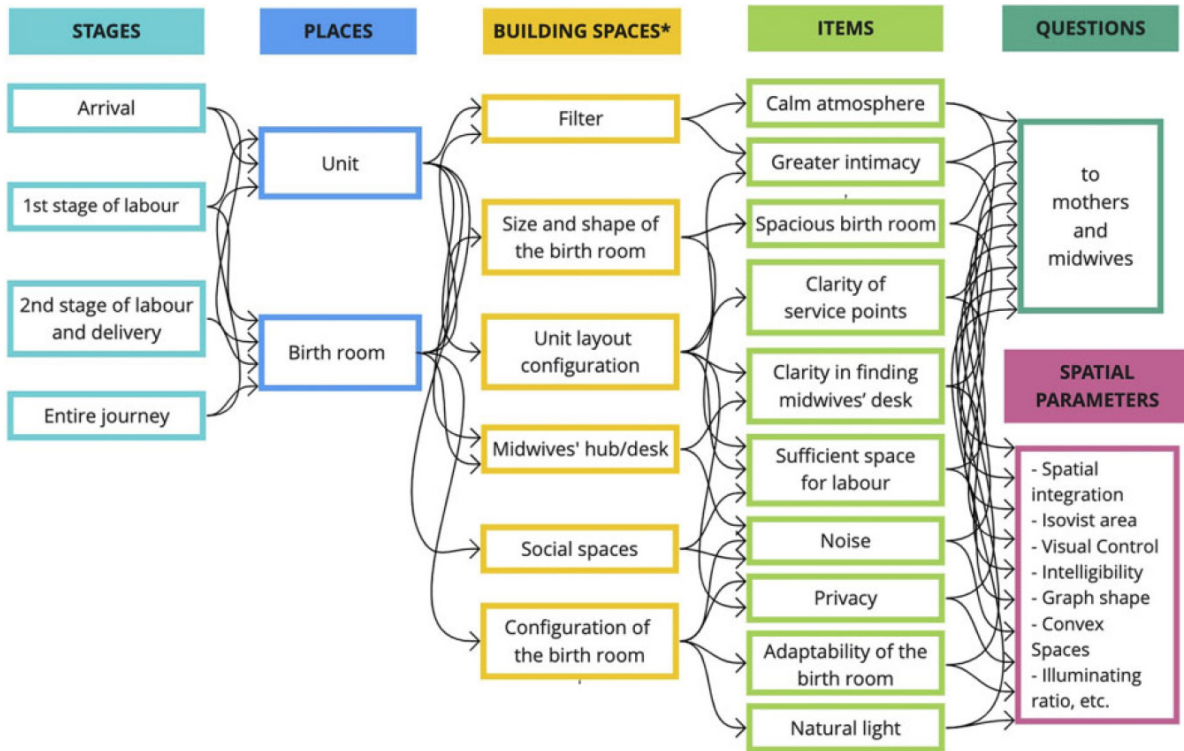 STAGES
PLACES
BUILDING SPACES*
ITEMS
QUESTIONS
Arrival
1st stage of labour
2nd stage of labour
and delivery
Entire journey
Unit
Birth room
Filter
Size and shape of
the birth room
Unit layout
configuration
Midwives' hub/desk
Social spaces
Configuration of
the birth room
Calm atmosphere
Greater intimacy
Spacious birth room
Clarity of
service points
Clarity in finding
midwives’ desk
Sufficient space
for labour
Noise
Privacy
Adaptability of the
birth room
Natural light
to
mothers
and
midwives
SPATIAL
PARAMETERS
- Spatial
integration
- Isovist area
- Visual Control
- Intelligibility
- Graph shape
- Convex
Spaces
- Illuminating
ratio, etc.